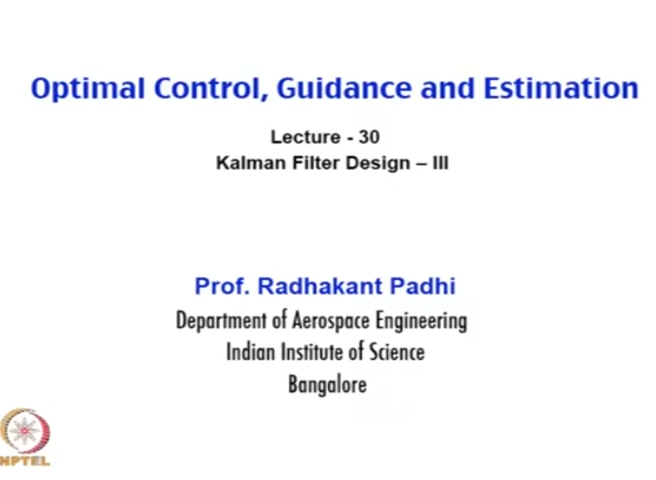 Optimal Control, Guidance and Estimation
Lecture - 30
Kalman Filter Design – III
Prof. Radhakant Padhi
Department of Aerospace Engineering
Indian Institute of Science
Bangalore
NPTEL